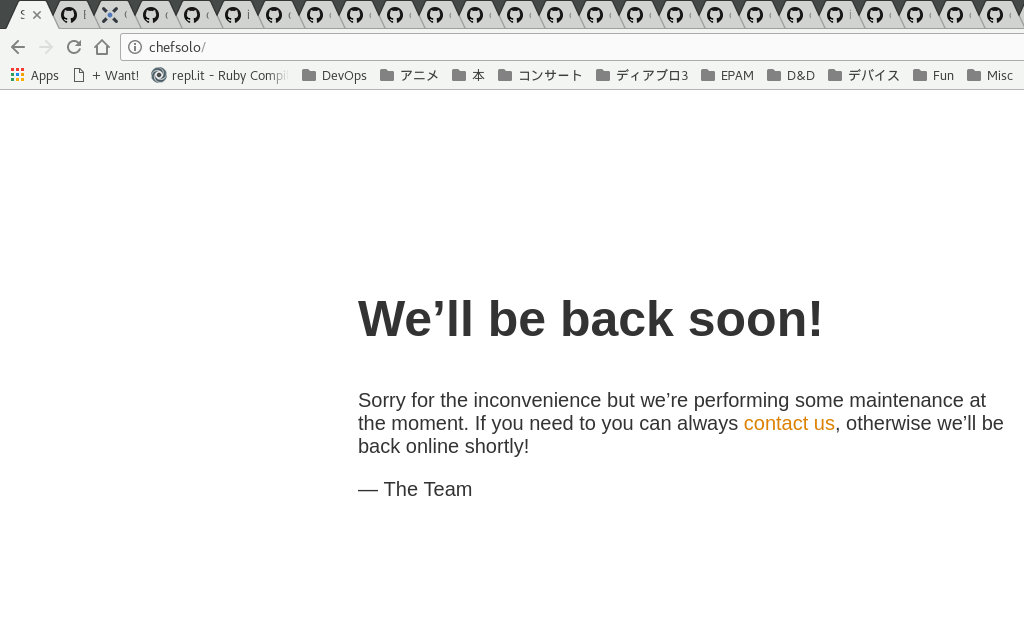 chefsolo/
Apps + Want! repl.it - Ruby Compi DevOps アニメ 本 コンサート ディアブロ3 EPAM D&D デバイス Fun Misc
We’ll be back soon!
Sorry for the inconvenience but we’re performing some maintenance at
the moment. If you need to you can always contact us, otherwise we’ll be
back online shortly!
— The Team